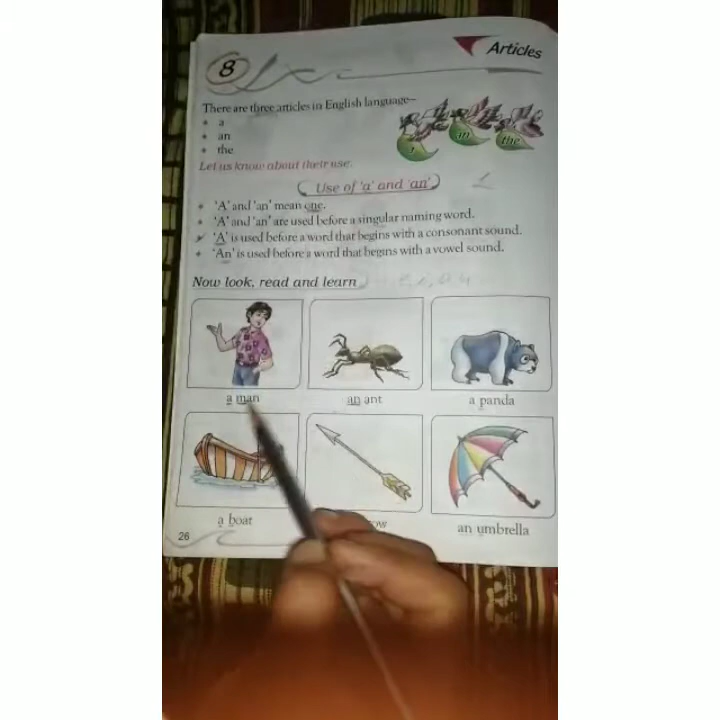 Articles
8
There are three articles in English language–
a
an
the
a an the
Let us know about their use.
Use of 'a' and 'an'
'A' and 'an' mean one.
'A' and 'an' are used before a singular naming word.
'A' is used before a word that begins with a consonant sound.
'An' is used before a word that begins with a vowel sound.
Now look, read and learn
a man an ant a panda
a boat ow an umbrella
26